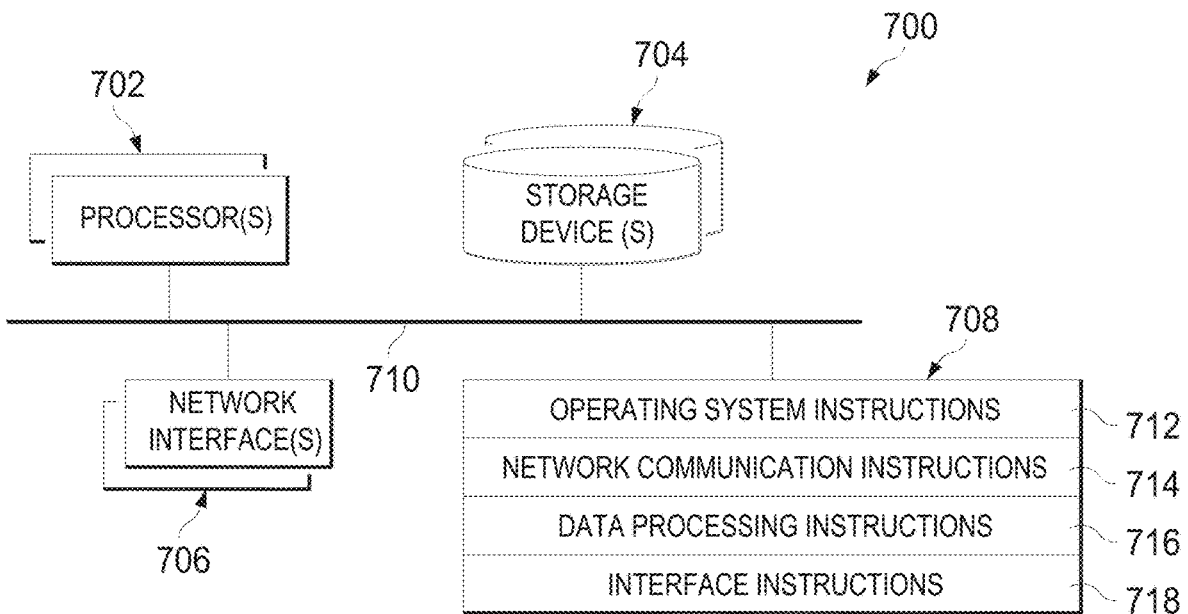 700
702
704
PROCESSOR(S)
STORAGE
DEVICE (S)
710
708
NETWORK
INTERFACE(S)
706
OPERATING SYSTEM INSTRUCTIONS
712
NETWORK COMMUNICATION INSTRUCTIONS
714
DATA PROCESSING INSTRUCTIONS
716
INTERFACE INSTRUCTIONS
718